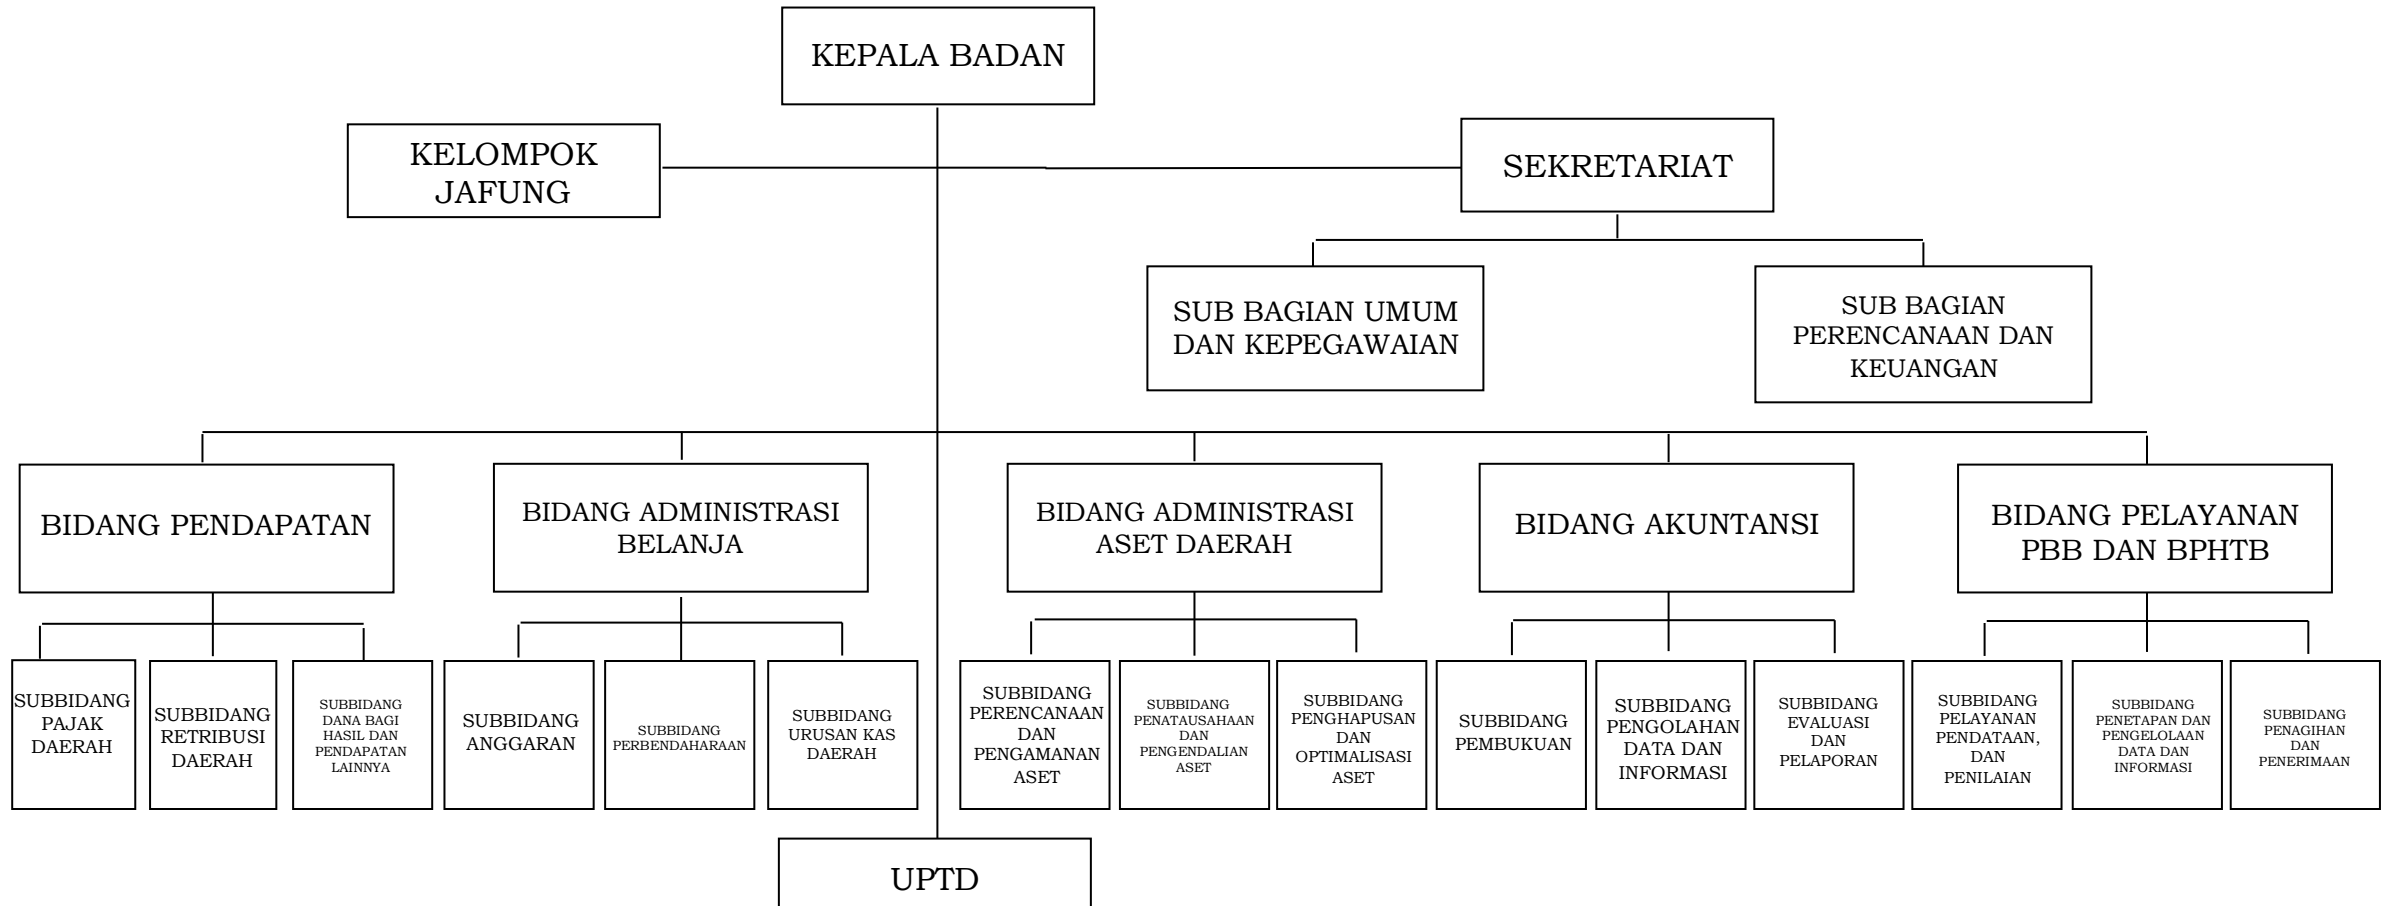 KEPALA BADAN
KELOMPOK
JAFUNG
SEKRETARIAT
SUB BAGIAN UMUM
DAN KEPEGAWAIAN
SUB BAGIAN
PERENCANAAN DAN
KEUANGAN
BIDANG PENDAPATAN
BIDANG ADMINISTRASI
BELANJA
BIDANG ADMINISTRASI
ASET DAERAH
BIDANG AKUNTANSI
BIDANG PELAYANAN
PBB DAN BPHTB
SUBBIDANG
PAJAK
DAERAH
SUBBIDANG
RETRIBUSI
DAERAH
SUBBIDANG
DANA BAGI
HASIL DAN
PENDAPATAN
LAINNYA
SUBBIDANG
ANGGARAN
SUBBIDANG
PERBENDAHARAAN
SUBBIDANG
URUSAN KAS
DAERAH
SUBBIDANG
PERENCANAAN
DAN
PENGAMANAN
ASET
SUBBIDANG
PENATAUSAHAAN
DAN
PENGENDALIAN
ASET
SUBBIDANG
PENGHAPUSAN
DAN
OPTIMALISASI
ASET
SUBBIDANG
PEMBUKUAN
SUBBIDANG
PENGOLAHAN
DATA DAN
INFORMASI
SUBBIDANG
EVALUASI
DAN
PELAPORAN
SUBBIDANG
PELAYANAN
PENDATAAN,
DAN
PENILAIAN
SUBBIDANG
PENETAPAN DAN
PENGELOLAAN
DATA DAN
INFORMASI
SUBBIDANG
PENAGIHAN
DAN
PENERIMAAN
UPTD